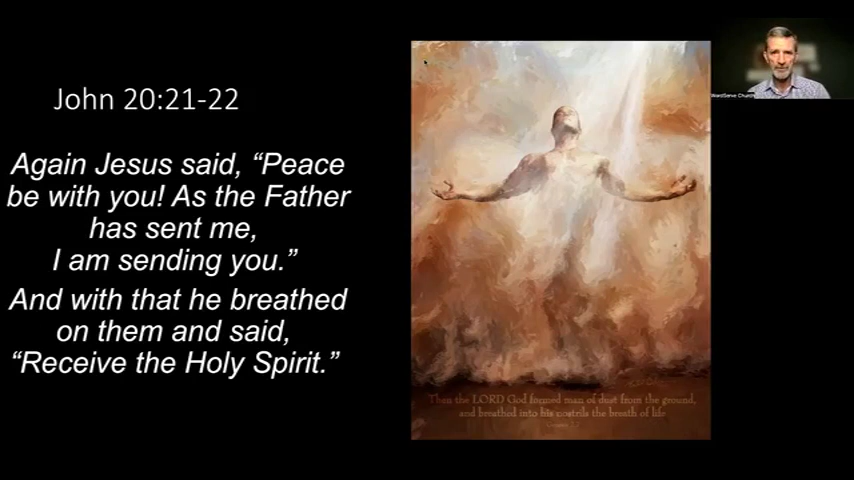 John 20:21-22
Again Jesus said, “Peace
be with you! As the Father
has sent me,
I am sending you.”
And with that he breathed
on them and said,
“Receive the Holy Spirit.”
WordServe Church
Then the LORD God formed man of dust from the ground,
and breathed into his nostrils the breath of life